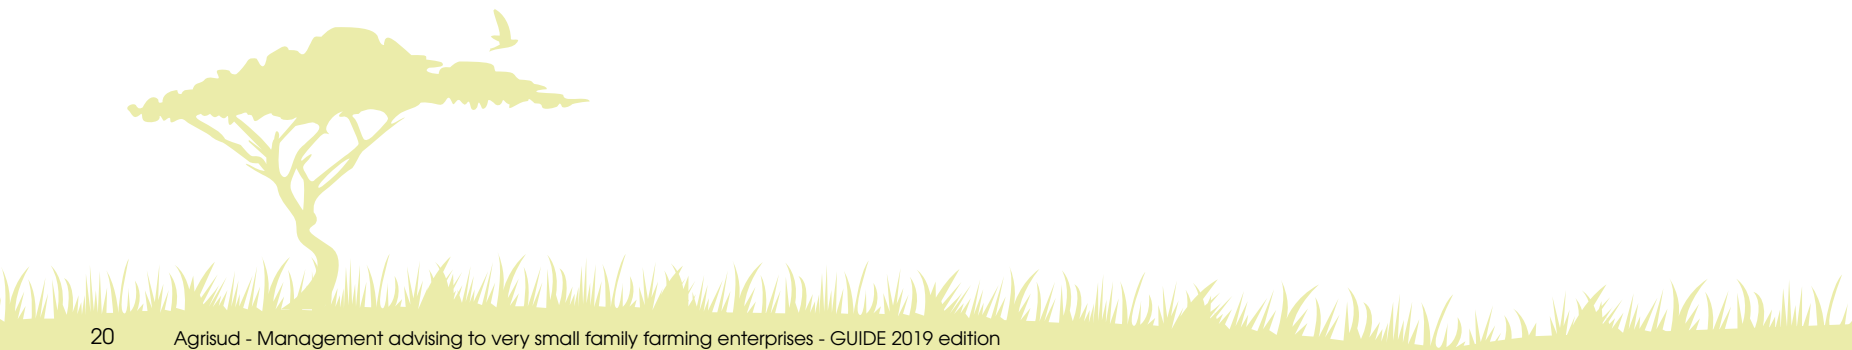 20 Agrisud - Management advising to very small family farming enterprises - GUIDE 2019 edition